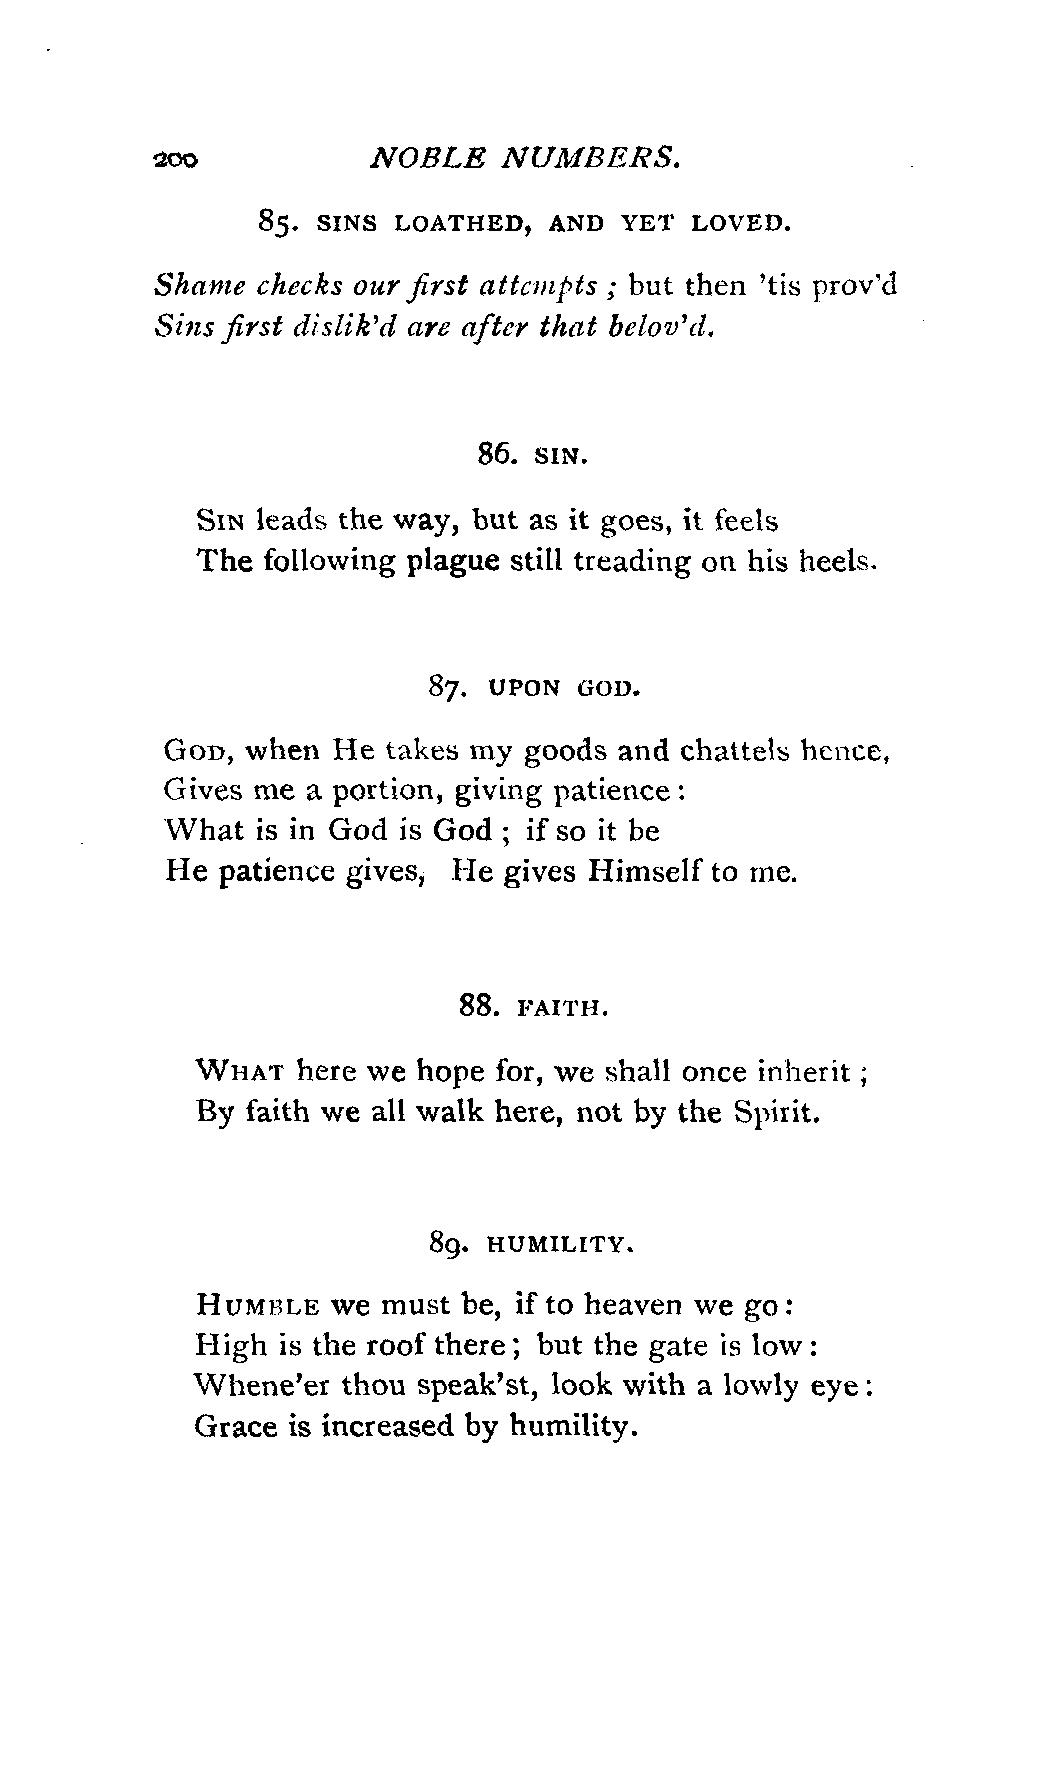 200 NOBLE NUMBERS.
85. SINS LOATHED, AND YET LOVED.
Shame checks our first attempts ; but then 'tis prov'd
Sins first dislik'd are after that belov'd.
86. SIN.
SIN leads the way, but as it goes, it feels
The following plague still treading on his heels.
87. UPON GOD.
GOD, when He takes my goods and chattels hence,
Gives me a portion, giving patience :
What is in God is God ; if so it be
He patience gives, He gives Himself to me.
88. FAITH.
WHAT here we hope for, we shall once inherit ;
By faith we all walk here, not by the Spirit.
89. HUMILITY.
HUMBLE we must be, if to heaven we go :
High is the roof there ; but the gate is low :
Whene'er thou speak'st, look with a lowly eye :
Grace is increased by humility.